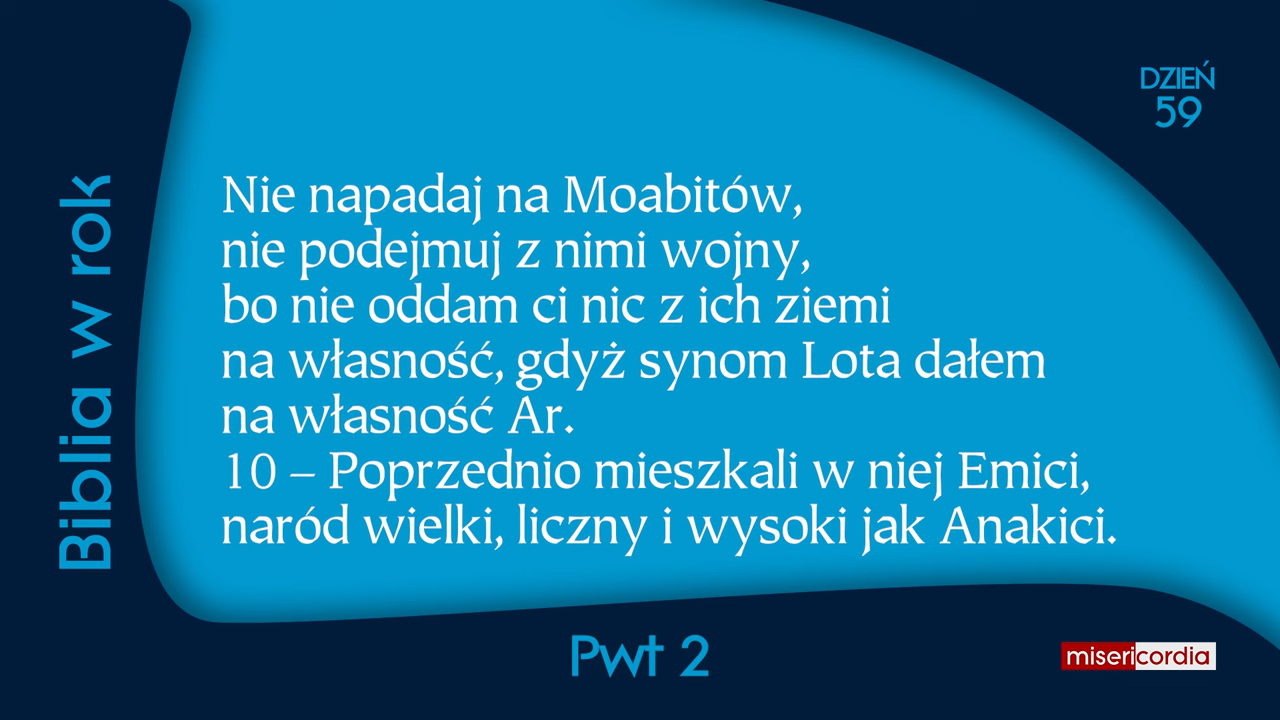 DZIEŃ
59
Biblia w rok
Nie napadaj na Moabitów,
nie podejmuj z nimi wojny,
bo nie oddam ci nic z ich ziemi
na własność, gdyż synom Lota dałem
na własność Ar.
10 – Poprzednio mieszkali w niej Emici,
naród wielki, liczny i wysoki jak Anakici.
Pwt 2
misericordia